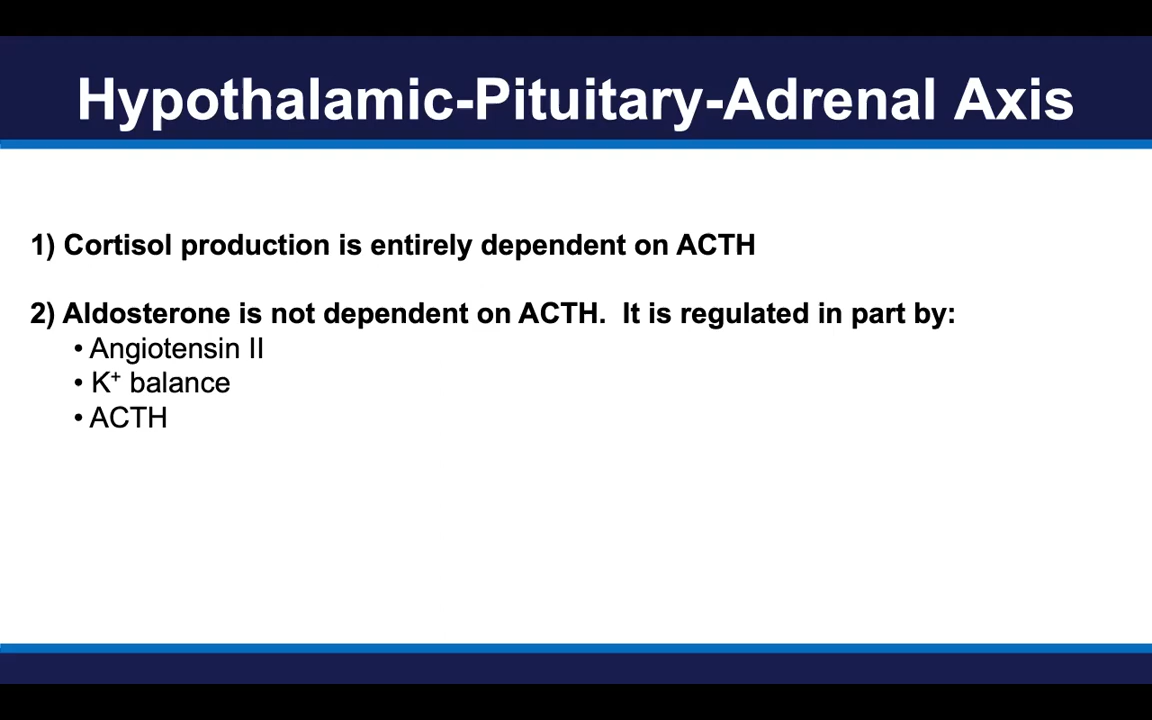 Hypothalamic-Pituitary-Adrenal Axis
1) Cortisol production is entirely dependent on ACTH
2) Aldosterone is not dependent on ACTH.  It is regulated in part by:
• Angiotensin II
• K⁺ balance
• ACTH